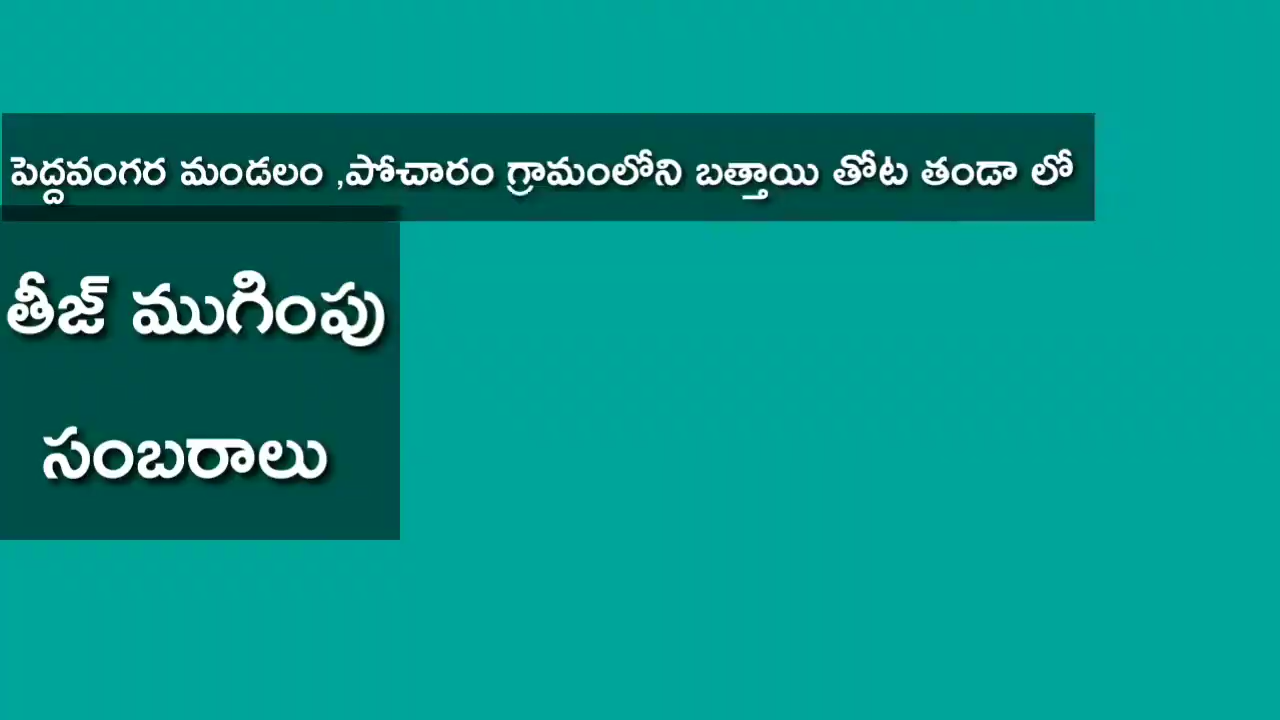 పెద్దవంగర మండలం ,పోచారం గ్రామంలోని బత్తాయి తోట తండా లో
తీజ్ ముగింపు
సంబరాలు